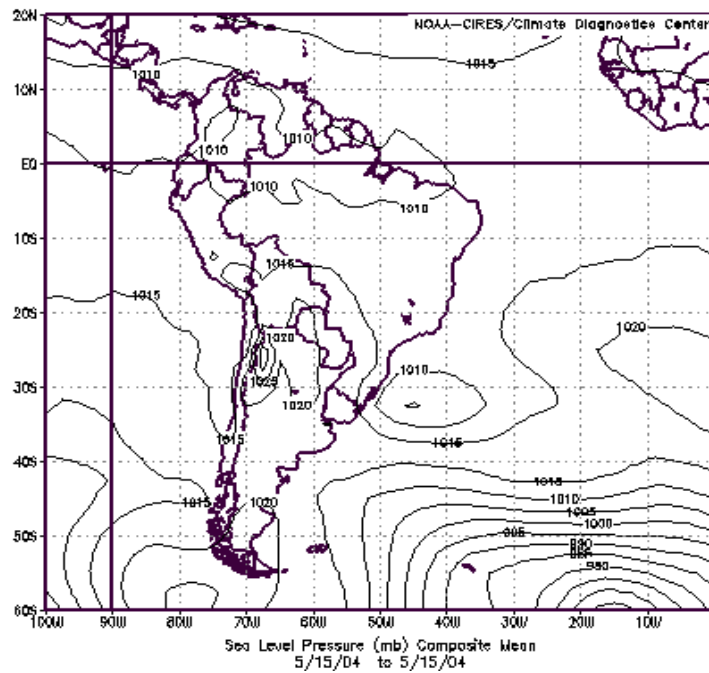 20N NOAA-CIRES/Climate Diagnostics Center
1015
1010
10N
1010 1010
EQ
1010 1010
10S
1015
1015
20S
1020 1020
1010
1025
30S
1020
1015 1015
40S
1015
1015 1020 1010
1005
50S 1000
995
990
980
60S
100W 90W 80W 70W 60W 50W 40W 30W 20W 10W
Sea Level Pressure (mb) Composite Mean
5/15/04 to 5/15/04